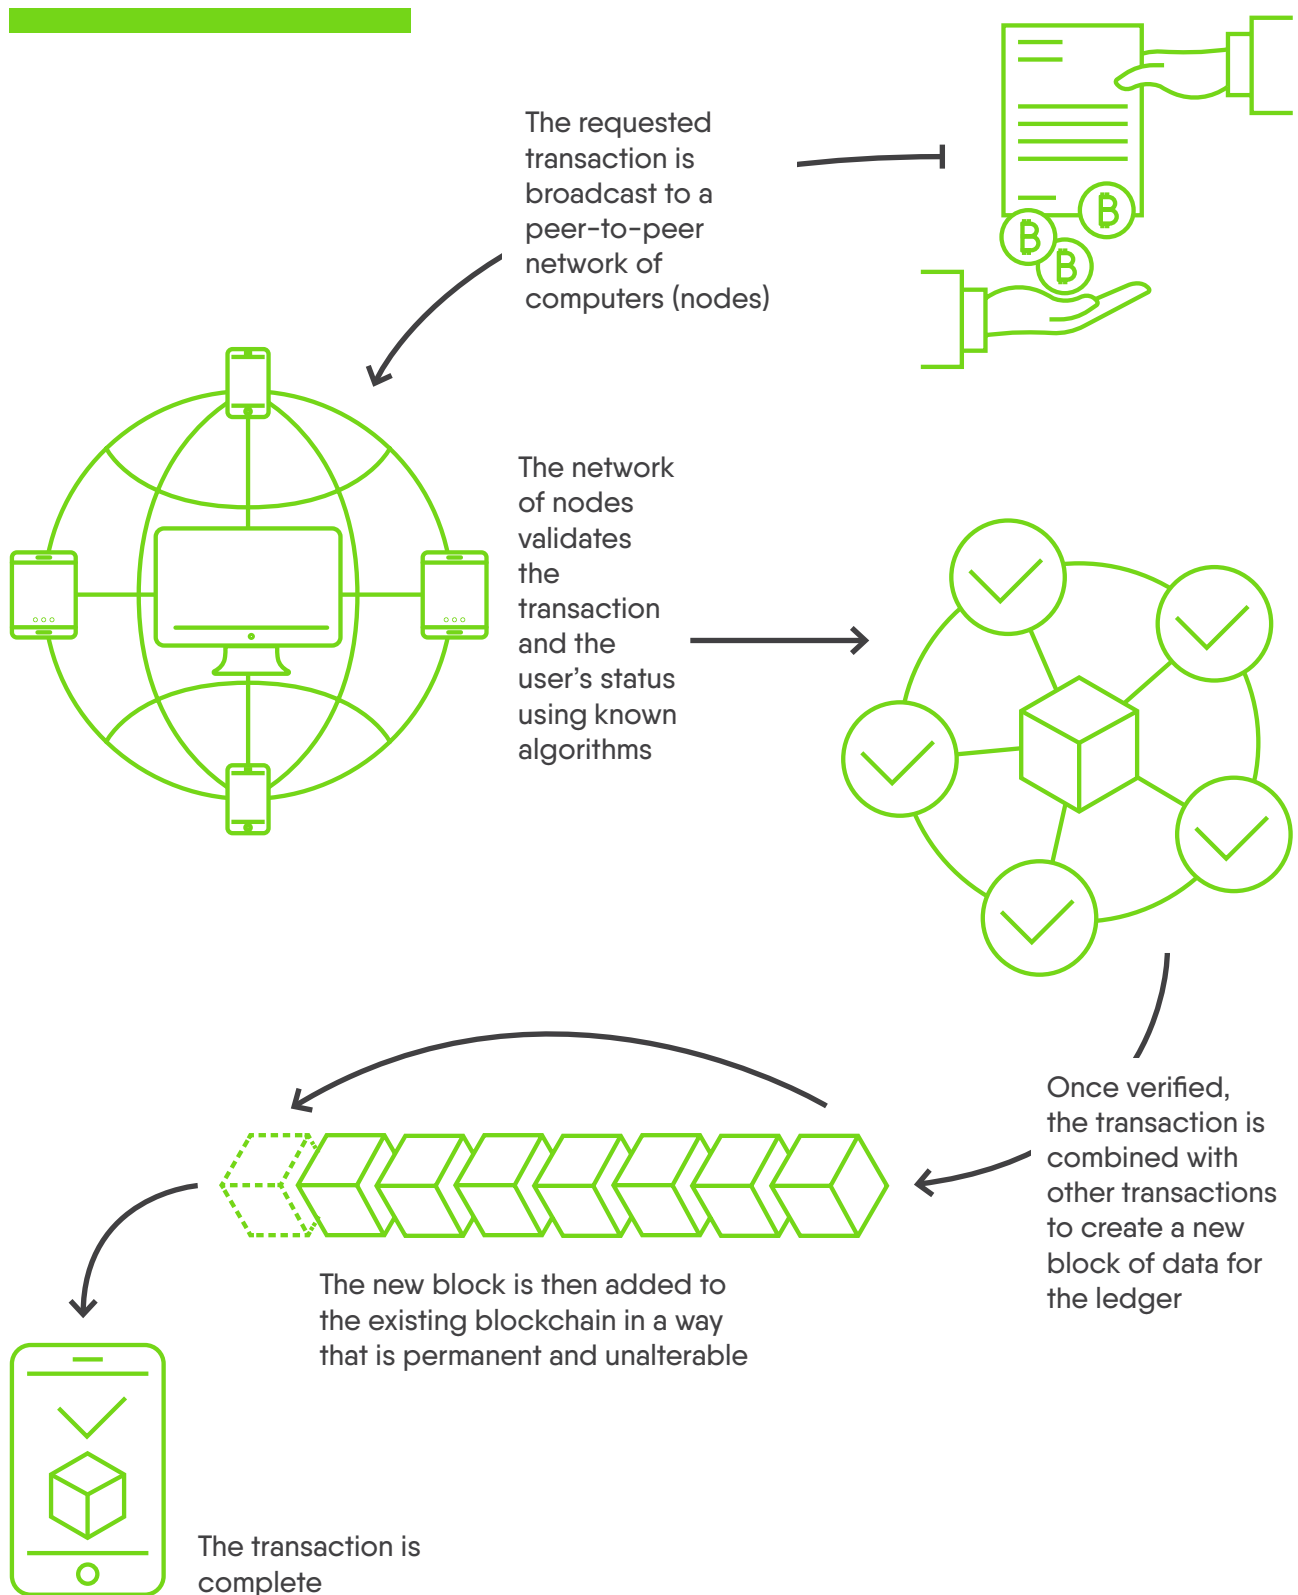 The requested
transaction is
broadcast to a
peer-to-peer
network of
computers (nodes)
The network
of nodes
validates
the
transaction
and the
user's status
using known
algorithms
Once verified,
the transaction is
combined with
other transactions
to create a new
block of data for
the ledger
The new block is then added to
the existing blockchain in a way
that is permanent and unalterable
The transaction is
complete